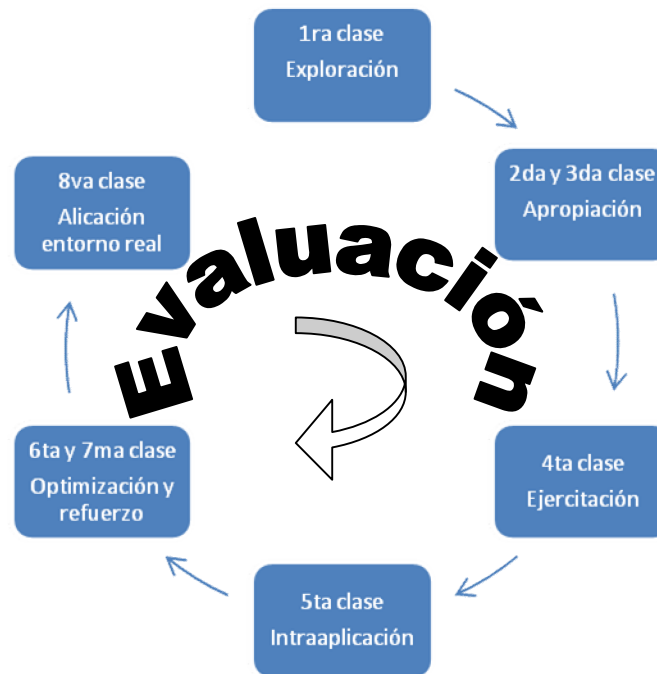 1ra clase
Exploración
2da y 3da clase
Apropiación
4ta clase
Ejercitación
5ta clase
Intraaplicación
6ta y 7ma clase
Optimización y
refuerzo
8va clase
Alicación
entorno real
Evaluación